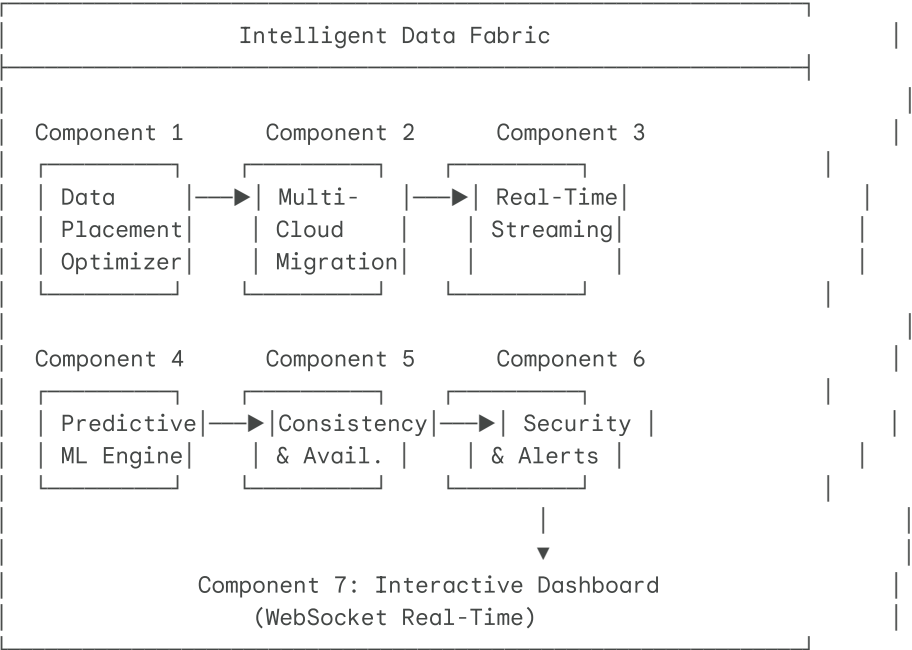 Intelligent Data Fabric
Component 1 Component 2 Component 3
Data Multi- Real-Time
Placement Cloud Streaming
Optimizer Migration
Component 4 Component 5 Component 6
Predictive Consistency Security
ML Engine & Avail. & Alerts
Component 7: Interactive Dashboard
(WebSocket Real-Time)